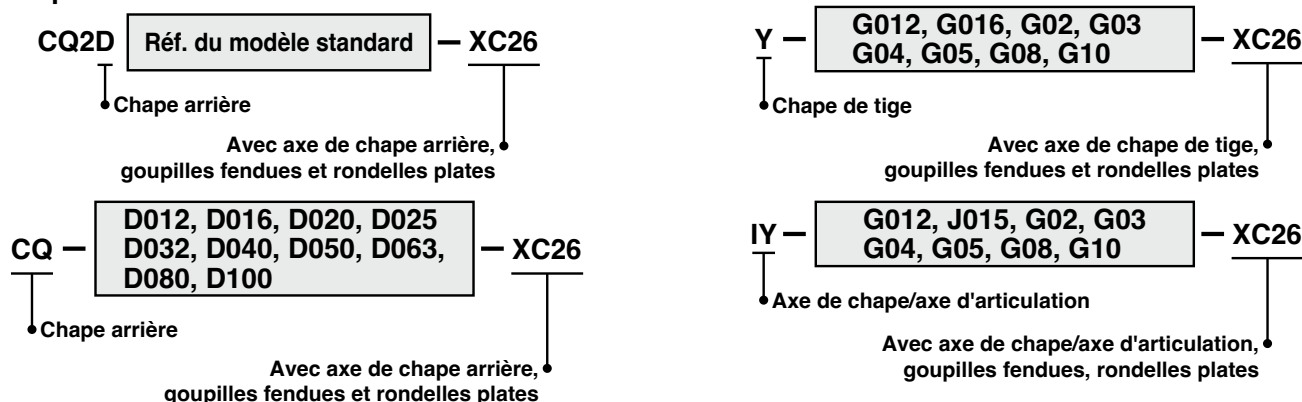 CQ2D Réf. du modèle standard — XC26
Chape arrière
Avec axe de chape arrière,
goupilles fendues et rondelles plates
CQ — D012, D016, D020, D025
D032, D040, D050, D063,
D080, D100 — XC26
Chape arrière
Avec axe de chape arrière,
goupilles fendues et rondelles plates
Y — G012, G016, G02, G03
G04, G05, G08, G10 — XC26
Chape de tige
Avec axe de chape de tige,
goupilles fendues et rondelles plates
IY — G012, J015, G02, G03
G04, G05, G08, G10 — XC26
Axe de chape/axe d'articulation
Avec axe de chape/axe d'articulation,
goupilles fendues, rondelles plates